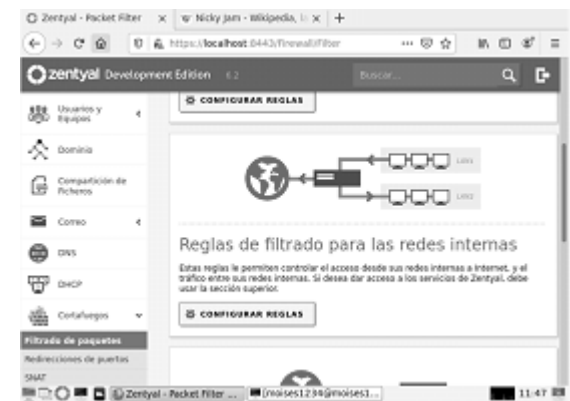 Zentyal - Packet Filter
Nicky Jam - Wikipedia, l
https://localhost:8443/Firewall/Filter
zentyal Development Edition 6.2
Buscar...
Usuarios y Equipos
Dominio
Compartición de Ficheros
Correo
DNS
DHCP
Cortafuegos
Filtrado de paquetes
Redirecciones de puertos
SNAT
CONFIGURAR REGLAS
LAN1
LAN2
Reglas de filtrado para las redes internas
Estas reglas le permiten controlar el acceso desde sus redes internas a Internet, y el
tráfico entre sus redes internas. Si desea dar acceso a los servicios de Zentyal, debe
usar la sección superior.
CONFIGURAR REGLAS
Zentyal - Packet Filter ...
[moises1234@moises1...
11:47